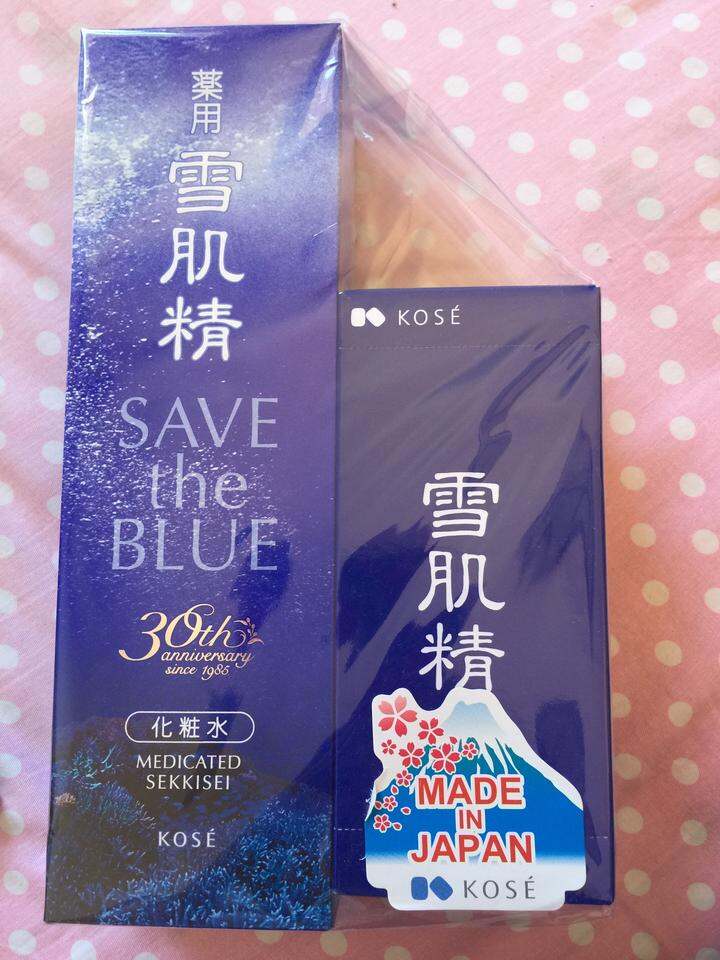 薬用
雪肌精
SAVE
the
BLUE
30th
anniversary
since 1985
化粧水
MEDICATED
SEKKISEI
KOSÉ
KOSÉ
雪肌精
MADE
IN
JAPAN
KOSÉ